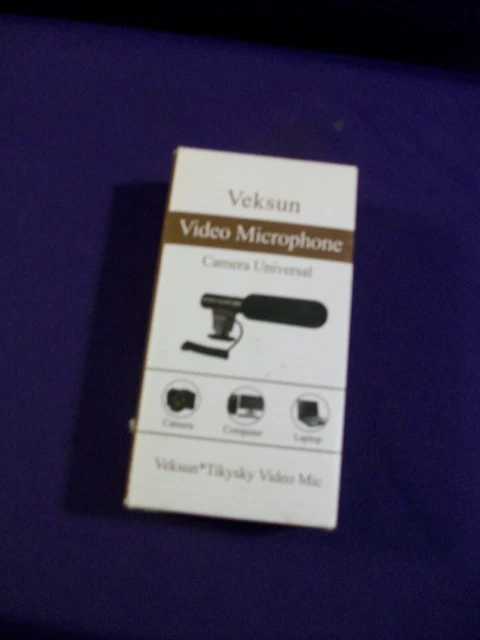 Veksun
Video Microphone
Camera Universal
Camera
Computer
Laptop
Veksun*Tikysky Video Mic